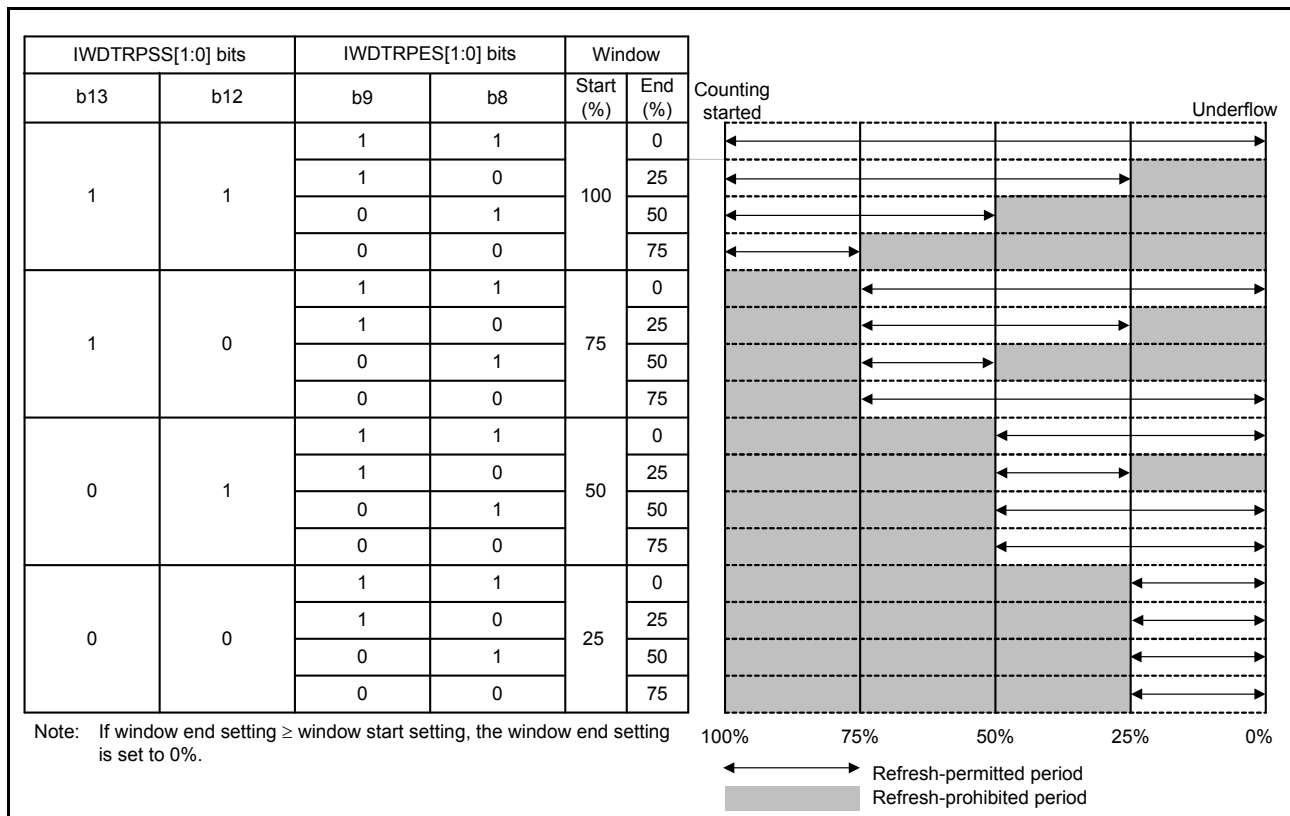 IWDTRPSS[1:0] bits IWDTRPES[1:0] bits Window
b13 b12 b9 b8 Start (%) End (%)
Counting started
Underflow
1 1 0
1 0 25
1 1 100
0 1 50
0 0 75
1 1 0
1 0 25
1 0 75
0 1 50
0 0 75
1 1 0
1 0 25
0 1 50
0 1 50
0 0 75
1 1 0
1 0 25
0 0 25
0 1 50
0 0 75
Note: If window end setting ≥ window start setting, the window end setting
is set to 0%.
100% 75% 50% 25% 0%
Refresh-permitted period
Refresh-prohibited period